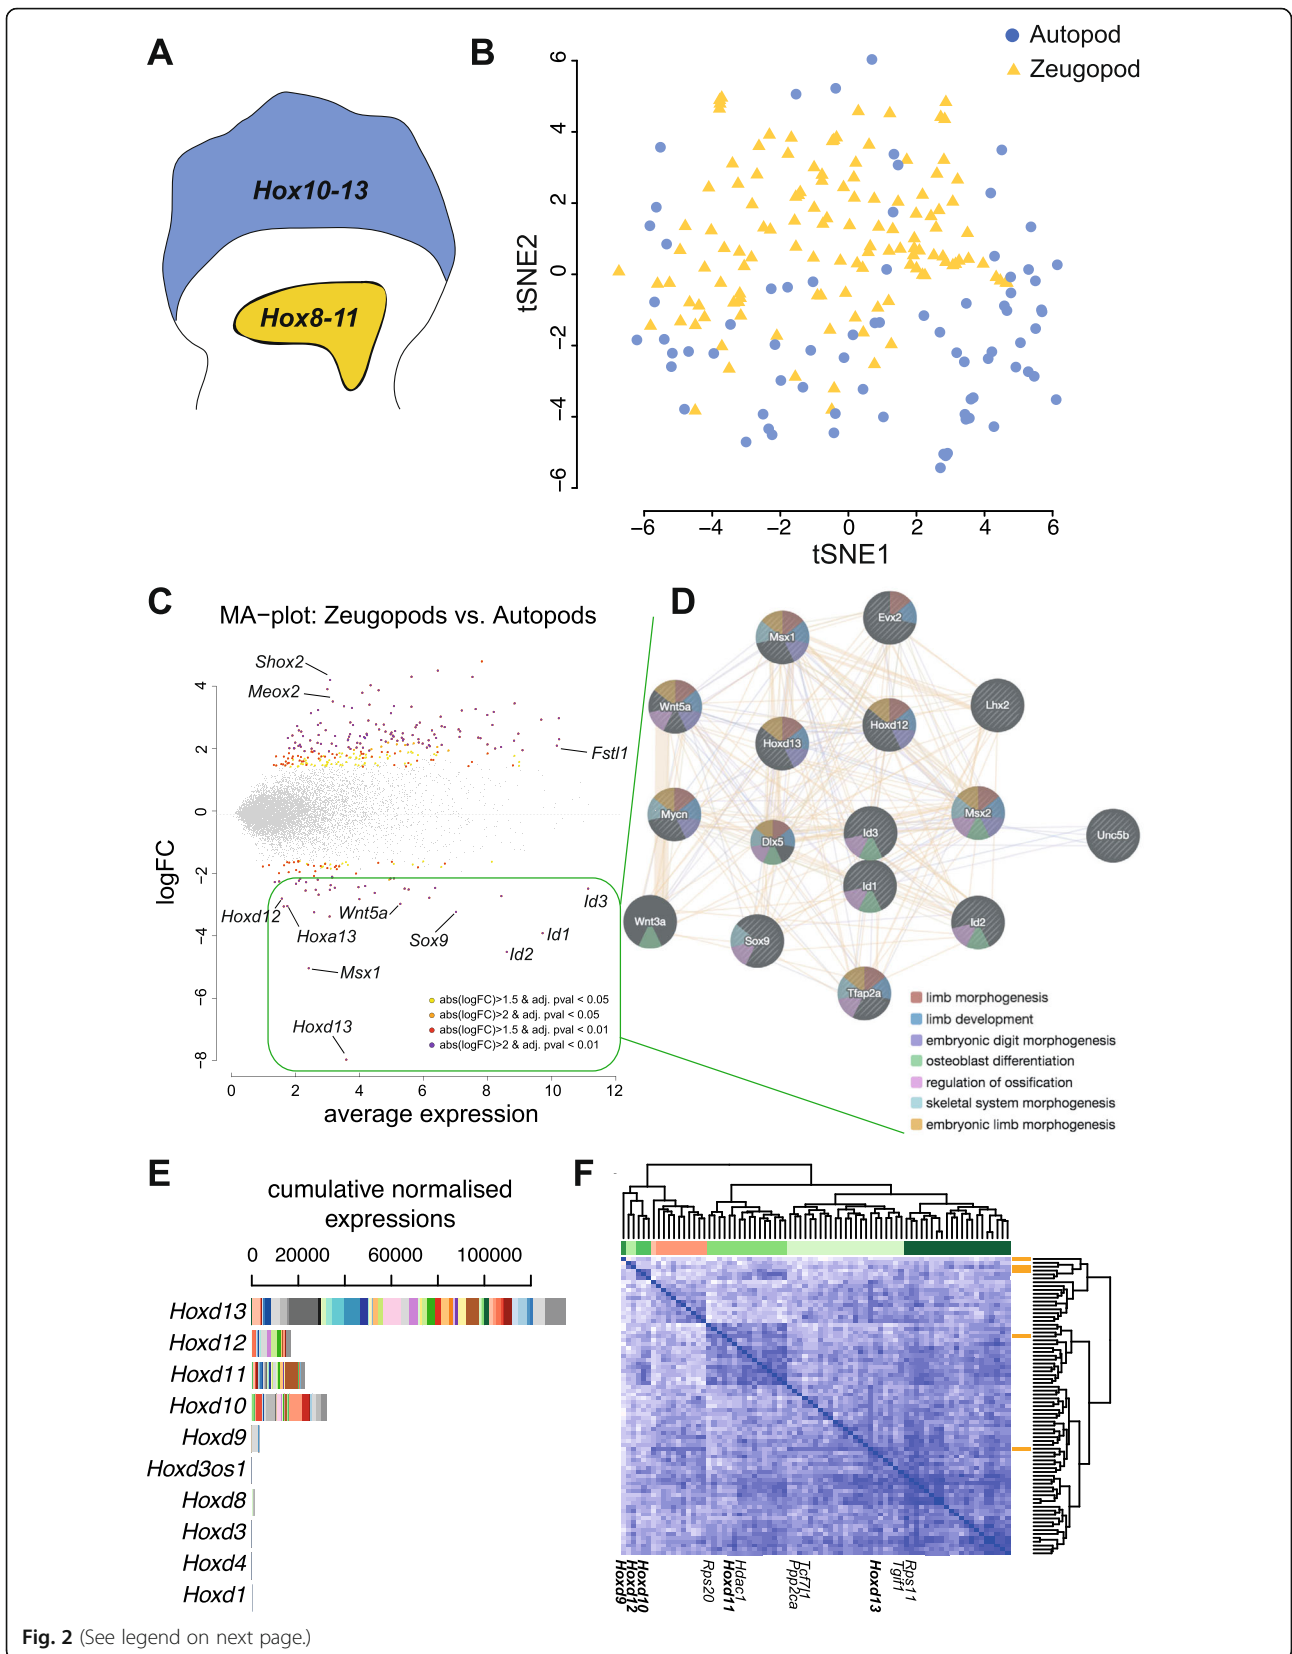 A
Hox10-13
Hox8-11
B
Autopod
Zeugopod
6
4
2
0
−2
−4
−6
tSNE2
−6 −4 −2 0 2 4 6
tSNE1
C
MA−plot: Zeugopods vs. Autopods
Shox2
Meox2
Fstl1
4
2
0
-2
-4
-6
-8
logFC
Hoxd12
Hoxa13
Wnt5a
Sox9
Id3
Id1
Id2
Msx1
Hoxd13
abs(logFC)>1.5 & adj. pval < 0.05
abs(logFC)>2 & adj. pval < 0.05
abs(logFC)>1.5 & adj. pval < 0.01
abs(logFC)>2 & adj. pval < 0.01
0 2 4 6 8 10 12
average expression
D
Evx2
Msx1
Wnt5a
Lhx2
Hoxd12
Hoxd13
Mycn
Msx2
Id3
Dlx5
Unc5b
Id1
Wnt3a
Id2
Sox9
Tfap2a
limb morphogenesis
limb development
embryonic digit morphogenesis
osteoblast differentiation
regulation of ossification
skeletal system morphogenesis
embryonic limb morphogenesis
E
cumulative normalised
expressions
0 20000 60000 100000
Hoxd13
Hoxd12
Hoxd11
Hoxd10
Hoxd9
Hoxd3os1
Hoxd8
Hoxd3
Hoxd4
Hoxd1
F
Hoxd9
Hoxd12
Hoxd10
Rps20
Hoxd11
Hdac1
Ppp2ca
Tcf7l1
Hoxd13
Tgif1
Rps11
Fig. 2 (See legend on next page.)